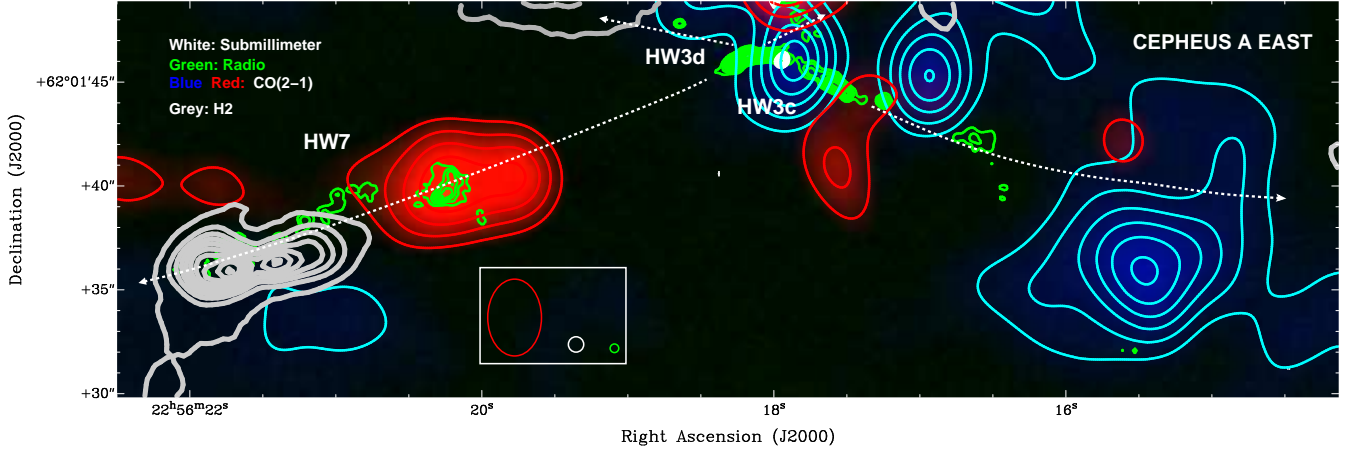 White: Submillimeter
Green: Radio
Blue Red: CO(2−1)
Grey: H2
CEPHEUS A EAST
HW3d
HW3c
HW7
+62°01′45″
+40″
+35″
+30″
Declination (J2000)
22ʰ56ᵐ22ˢ
20ˢ
18ˢ
16ˢ
Right Ascension (J2000)